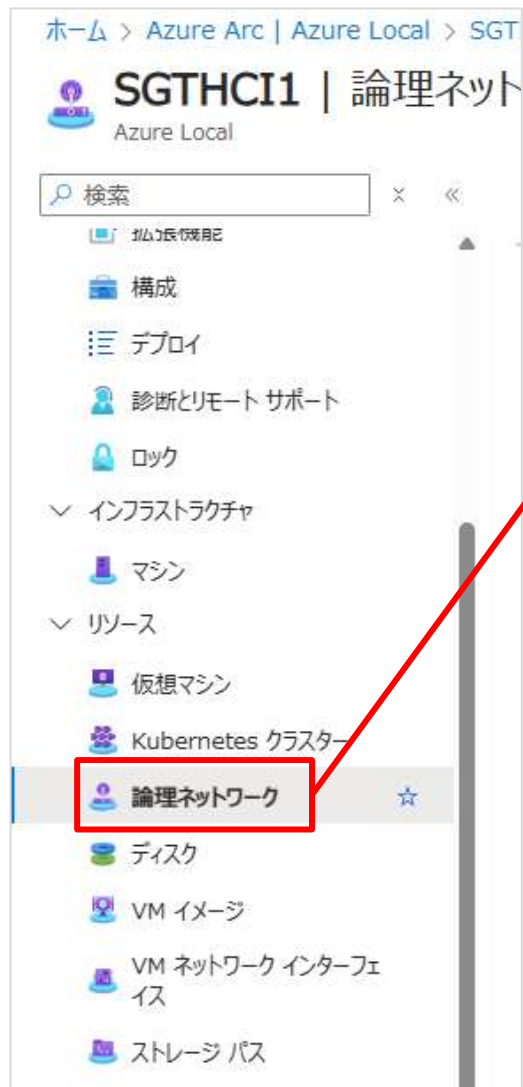 ホーム > Azure Arc | Azure Local > SGT
SGTHCI1 | 論理ネット
Azure Local
検索
拡張機能
構成
デプロイ
診断とリモート サポート
ロック
インフラストラクチャ
マシン
リソース
仮想マシン
Kubernetes クラスター
論理ネットワーク
ディスク
VM イメージ
VM ネットワーク インターフェ
イス
ストレージ パス